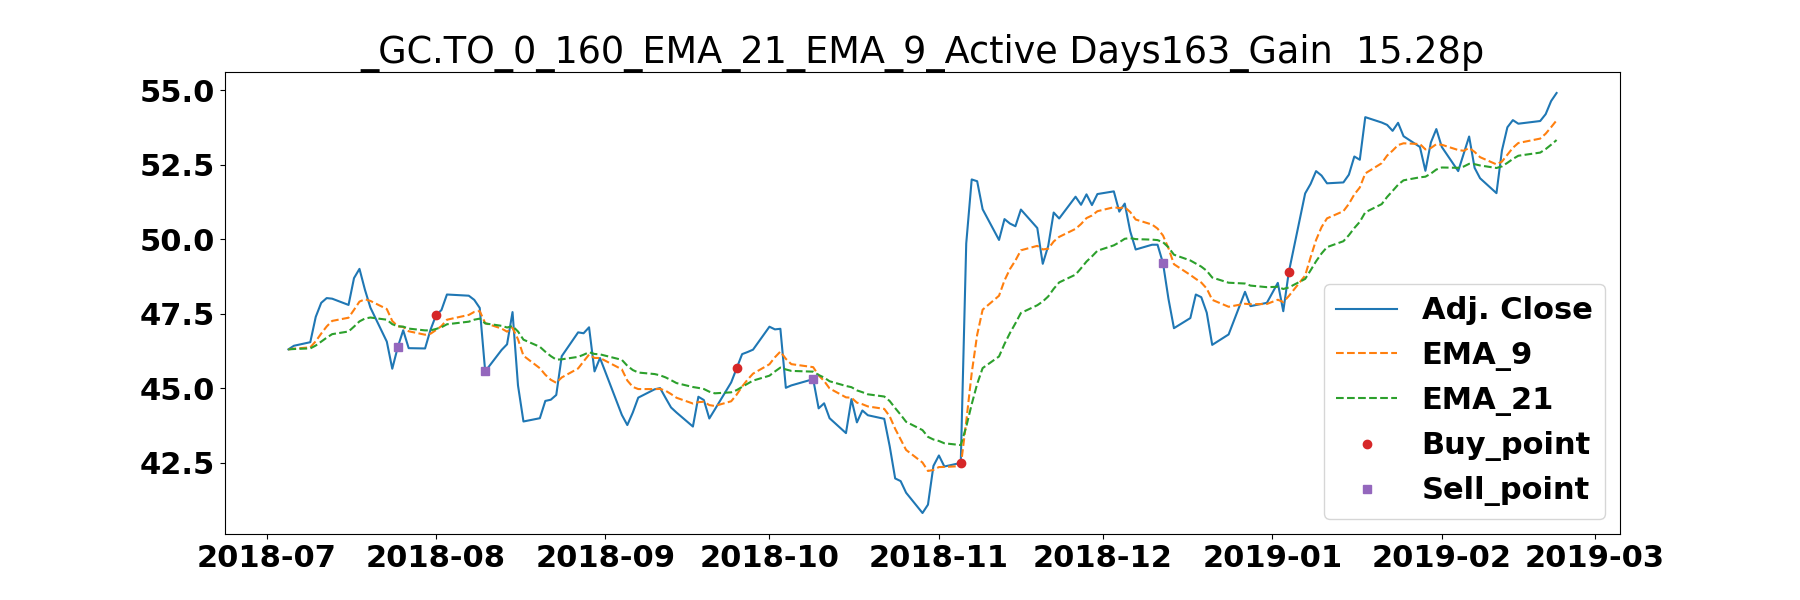 _GC.TO_0_160_EMA_21_EMA_9_Active Days163_Gain  15.28p
55.0
52.5
50.0
47.5
45.0
42.5
2018-07 2018-08 2018-09 2018-10 2018-11 2018-12 2019-01 2019-02 2019-03
Adj. Close
EMA_9
EMA_21
Buy_point
Sell_point